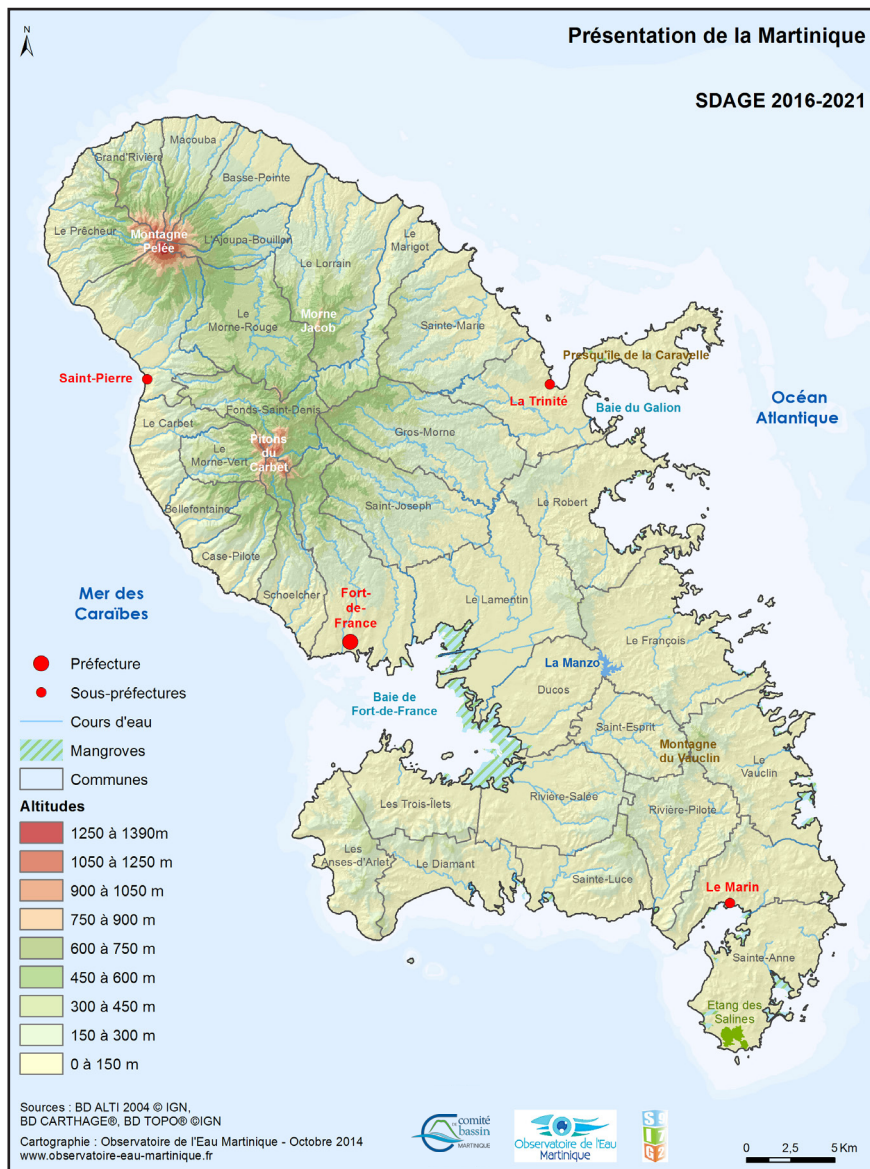 N
Présentation de la Martinique
SDAGE 2016-2021
Macouba
Grand'Rivière
Basse-Pointe
Le Prêcheur
Montagne
Pelée
L'Ajoupa-Bouillon
Le
Marigot
Le Lorrain
Le
Morne-Rouge
Morne
Jacob
Sainte-Marie
Presqu'île de la Caravelle
Saint-Pierre
La Trinité
Baie du Galion
Océan
Atlantique
Fonds-Saint-Denis
Le Carbet
Gros-Morne
Pitons
du
Carbet
Le
Morne-Vert
Bellefontaine
Saint-Joseph
Le Robert
Case-Pilote
Schoelcher
Fort-
de-
France
Le Lamentin
Mer des
Caraïbes
Le François
La Manzo
Ducos
Baie de
Fort-de-France
Saint-Esprit
Montagne
du Vauclin
Le
Vauclin
Les Trois-Îlets
Rivière-Salée
Rivière-Pilote
Les
Anses-d'Arlet
Le Diamant
Sainte-Luce
Le Marin
Sainte-Anne
Etang des
Salines
Préfecture
Sous-préfectures
Cours d'eau
Mangroves
Communes
Altitudes
1250 à 1390m
1050 à 1250 m
900 à 1050 m
750 à 900 m
600 à 750 m
450 à 600 m
300 à 450 m
150 à 300 m
0 à 150 m
Sources : BD ALTI 2004 © IGN,
BD CARTHAGE®, BD TOPO® ©IGN
Cartographie : Observatoire de l'Eau Martinique - Octobre 2014
www.observatoire-eau-martinique.fr
comité
bassin
MARTINIQUE
Observatoire de l'Eau
Martinique
0 2,5 5 Km